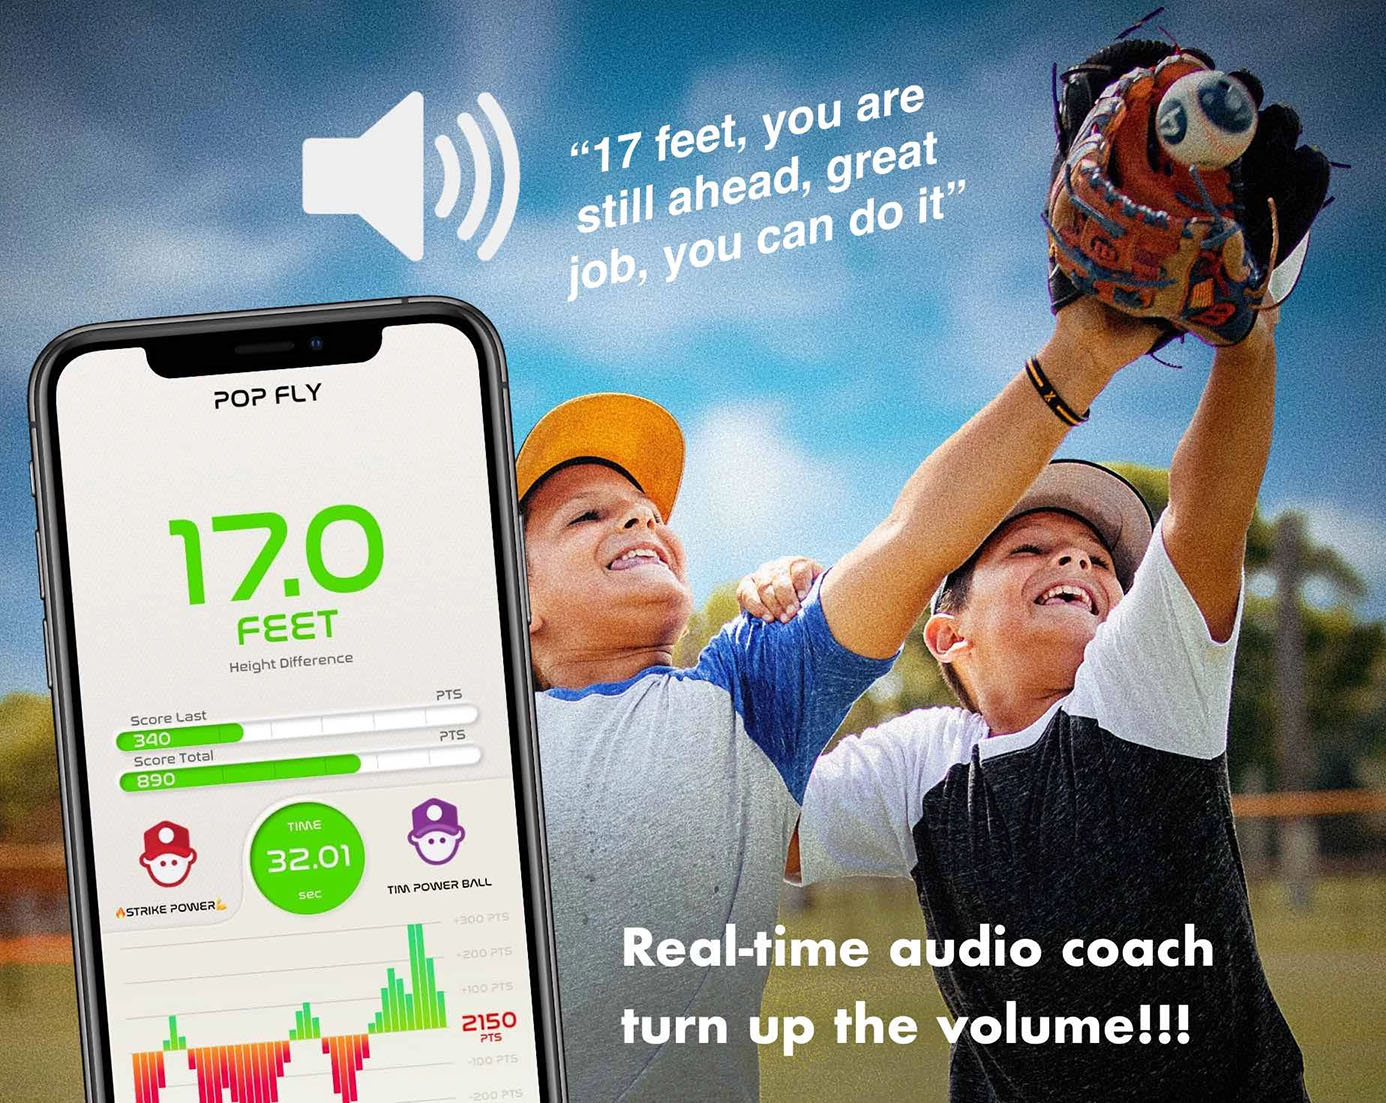 “17 feet, you are
still ahead, great
job, you can do it”
POP FLY
17.0
FEET
Height Difference
Score Last PTS
340
Score Total PTS
890
TIME
32.01
sec
🔥STRIKE POWER💪
TIM POWER BALL
+300 PTS
+200 PTS
+100 PTS
2150
PTS
-100 PTS
-200 PTS
Real-time audio coach
turn up the volume!!!